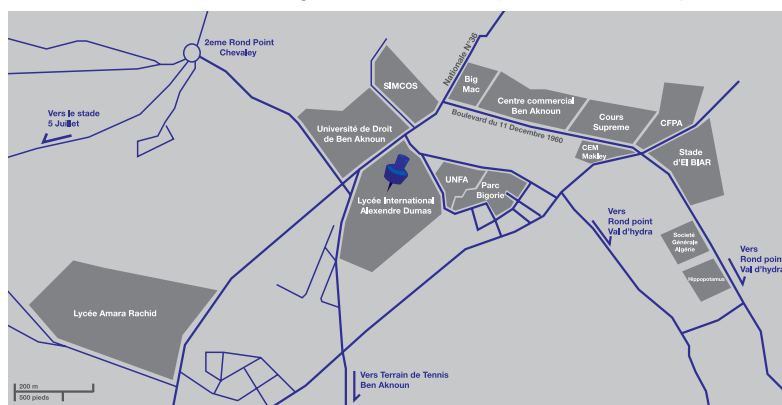 2eme Rond Point
Chevaley
Nationale N°36
SIMCOS
Big
Mac
Centre commercial
Ben Aknoun
Cours
Supreme
CFPA
Vers le stade
5 Juillet
Université de Droit
de Ben Aknoun
Boulevard du 11 Decembre 1960
CEM
Makley
Stade
d'El BIAR
UNFA
Parc
Bigorie
Lycée International
Alexendre Dumas
Vers
Rond point
Val d'hydra
Societé
Générale
Algérie
Vers
Rond point
Val d'hydra
Hippopotamus
Lycée Amara Rachid
Vers Terrain de Tennis
Ben Aknoun
200 m
500 pieds